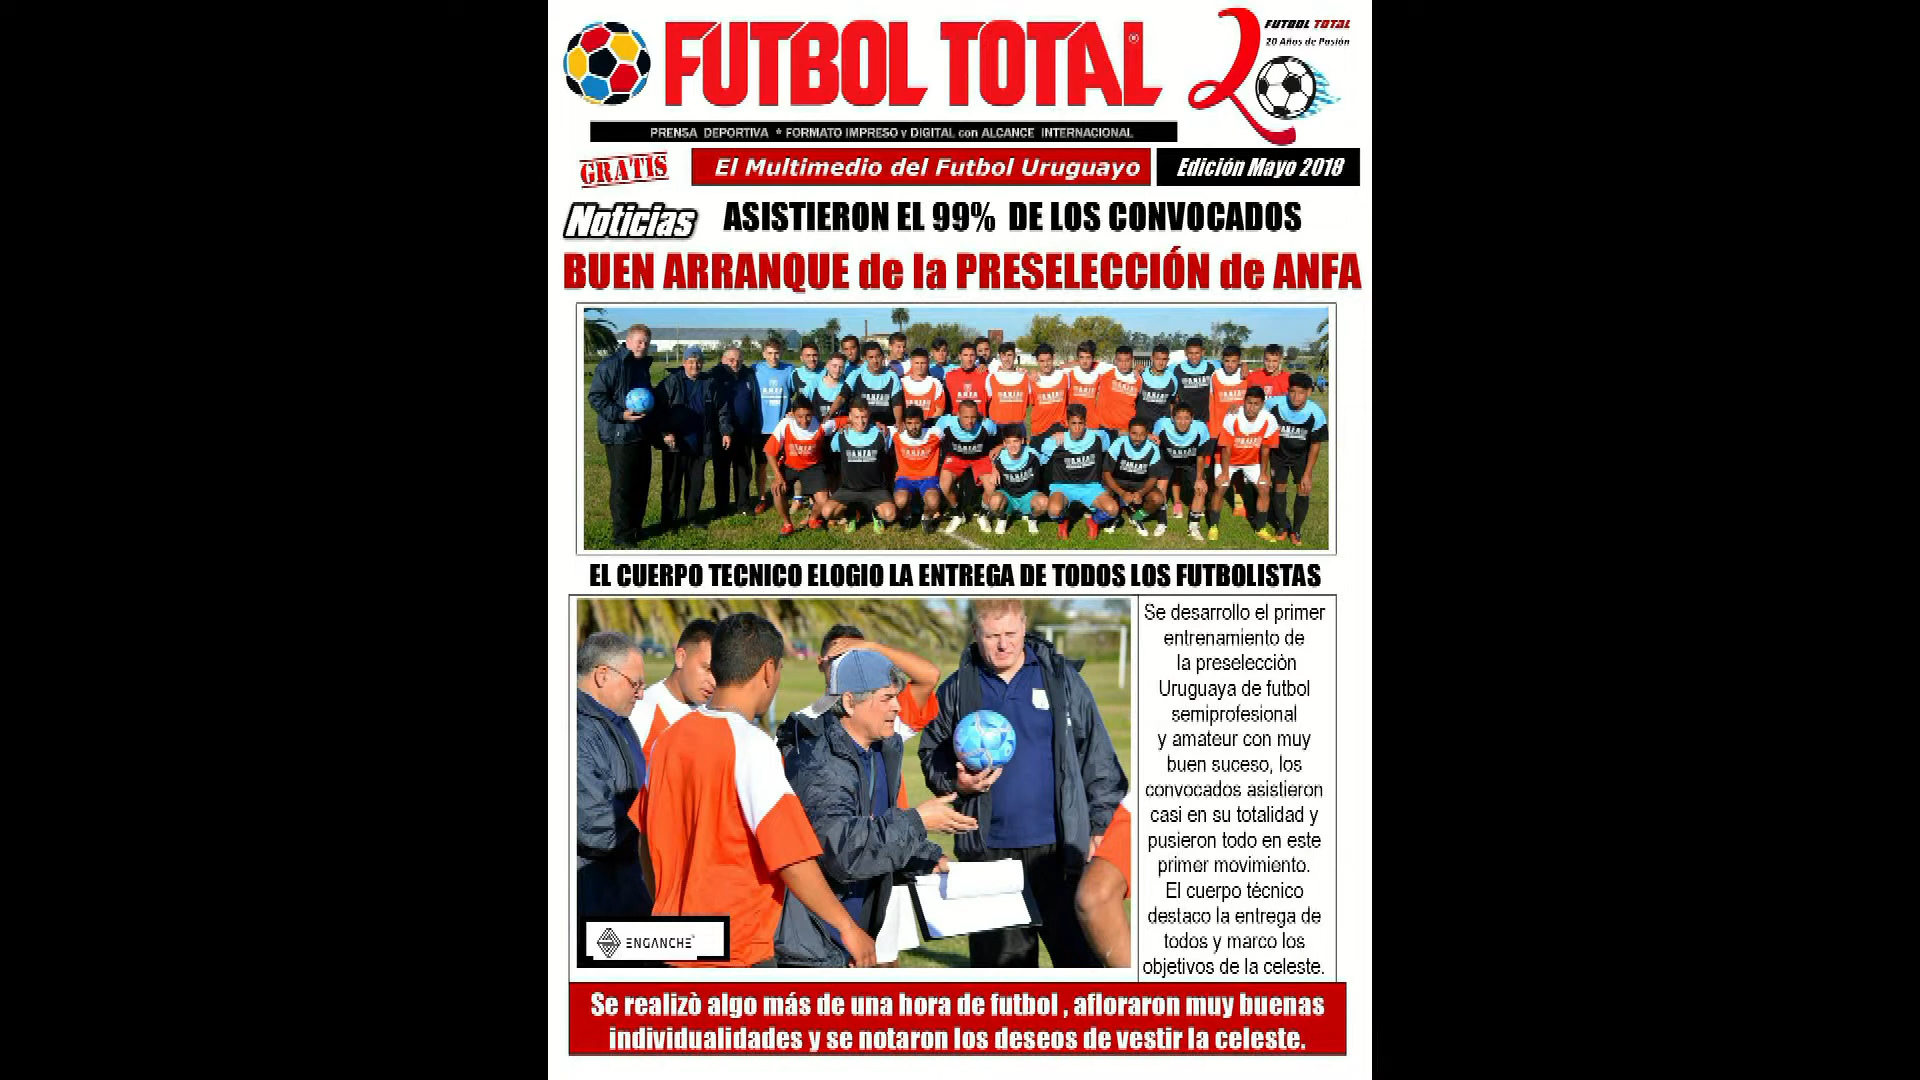 FUTBOL TOTAL
FUTBOL TOTAL
20 Años de Pasión
PRENSA DEPORTIVA * FORMATO IMPRESO y DIGITAL con ALCANCE INTERNACIONAL
GRATIS
El Multimedio del Futbol Uruguayo
Edición Mayo 2018
Noticias
ASISTIERON EL 99% DE LOS CONVOCADOS
BUEN ARRANQUE de la PRESELECCIÓN de ANFA
EL CUERPO TECNICO ELOGIO LA ENTREGA DE TODOS LOS FUTBOLISTAS
Se desarrollo el primer
entrenamiento de
la preselecciòn
Uruguaya de futbol
semiprofesional
y amateur con muy
buen suceso, los
convocados asistieron
casi en su totalidad y
pusieron todo en este
primer movimiento.
El cuerpo técnico
destaco la entrega de
todos y marco los
objetivos de la celeste.
ENGANCHE
Se realizò algo más de una hora de futbol , afloraron muy buenas
individualidades y se notaron los deseos de vestir la celeste.